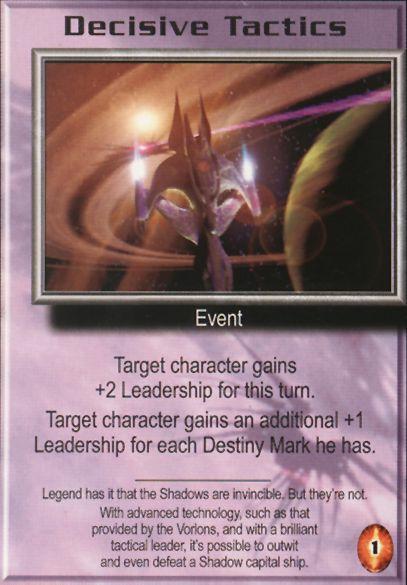 Decisive Tactics
Event
Target character gains
+2 Leadership for this turn.
Target character gains an additional +1
Leadership for each Destiny Mark he has.
Legend has it that the Shadows are invincible. But they're not.
With advanced technology, such as that
provided by the Vorlons, and with a brilliant
tactical leader, it's possible to outwit
and even defeat a Shadow capital ship.
1